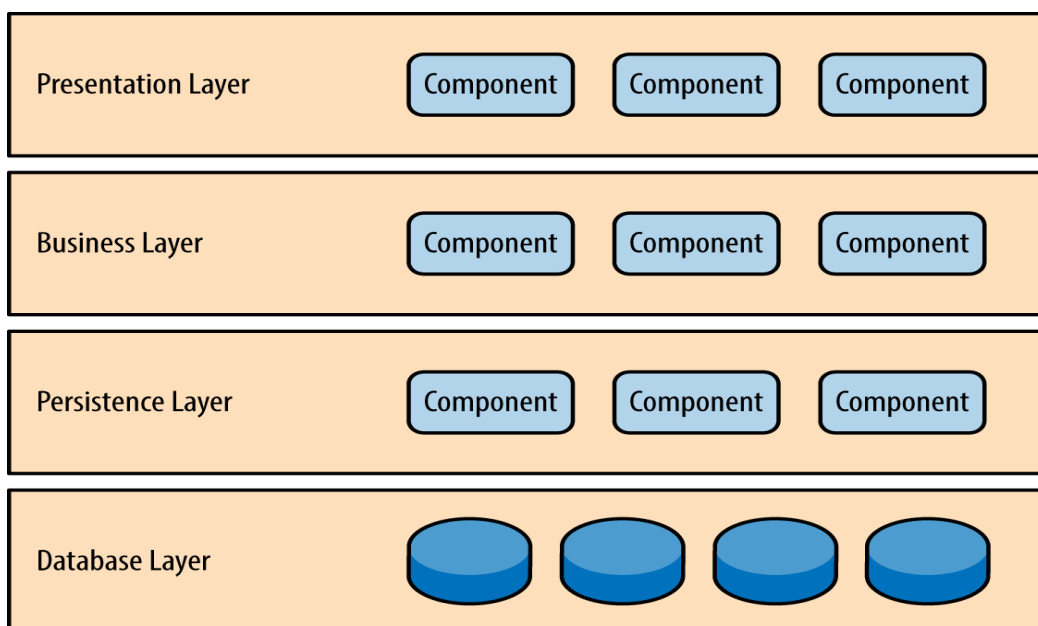 Presentation Layer
Component
Component
Component
Business Layer
Component
Component
Component
Persistence Layer
Component
Component
Component
Database Layer